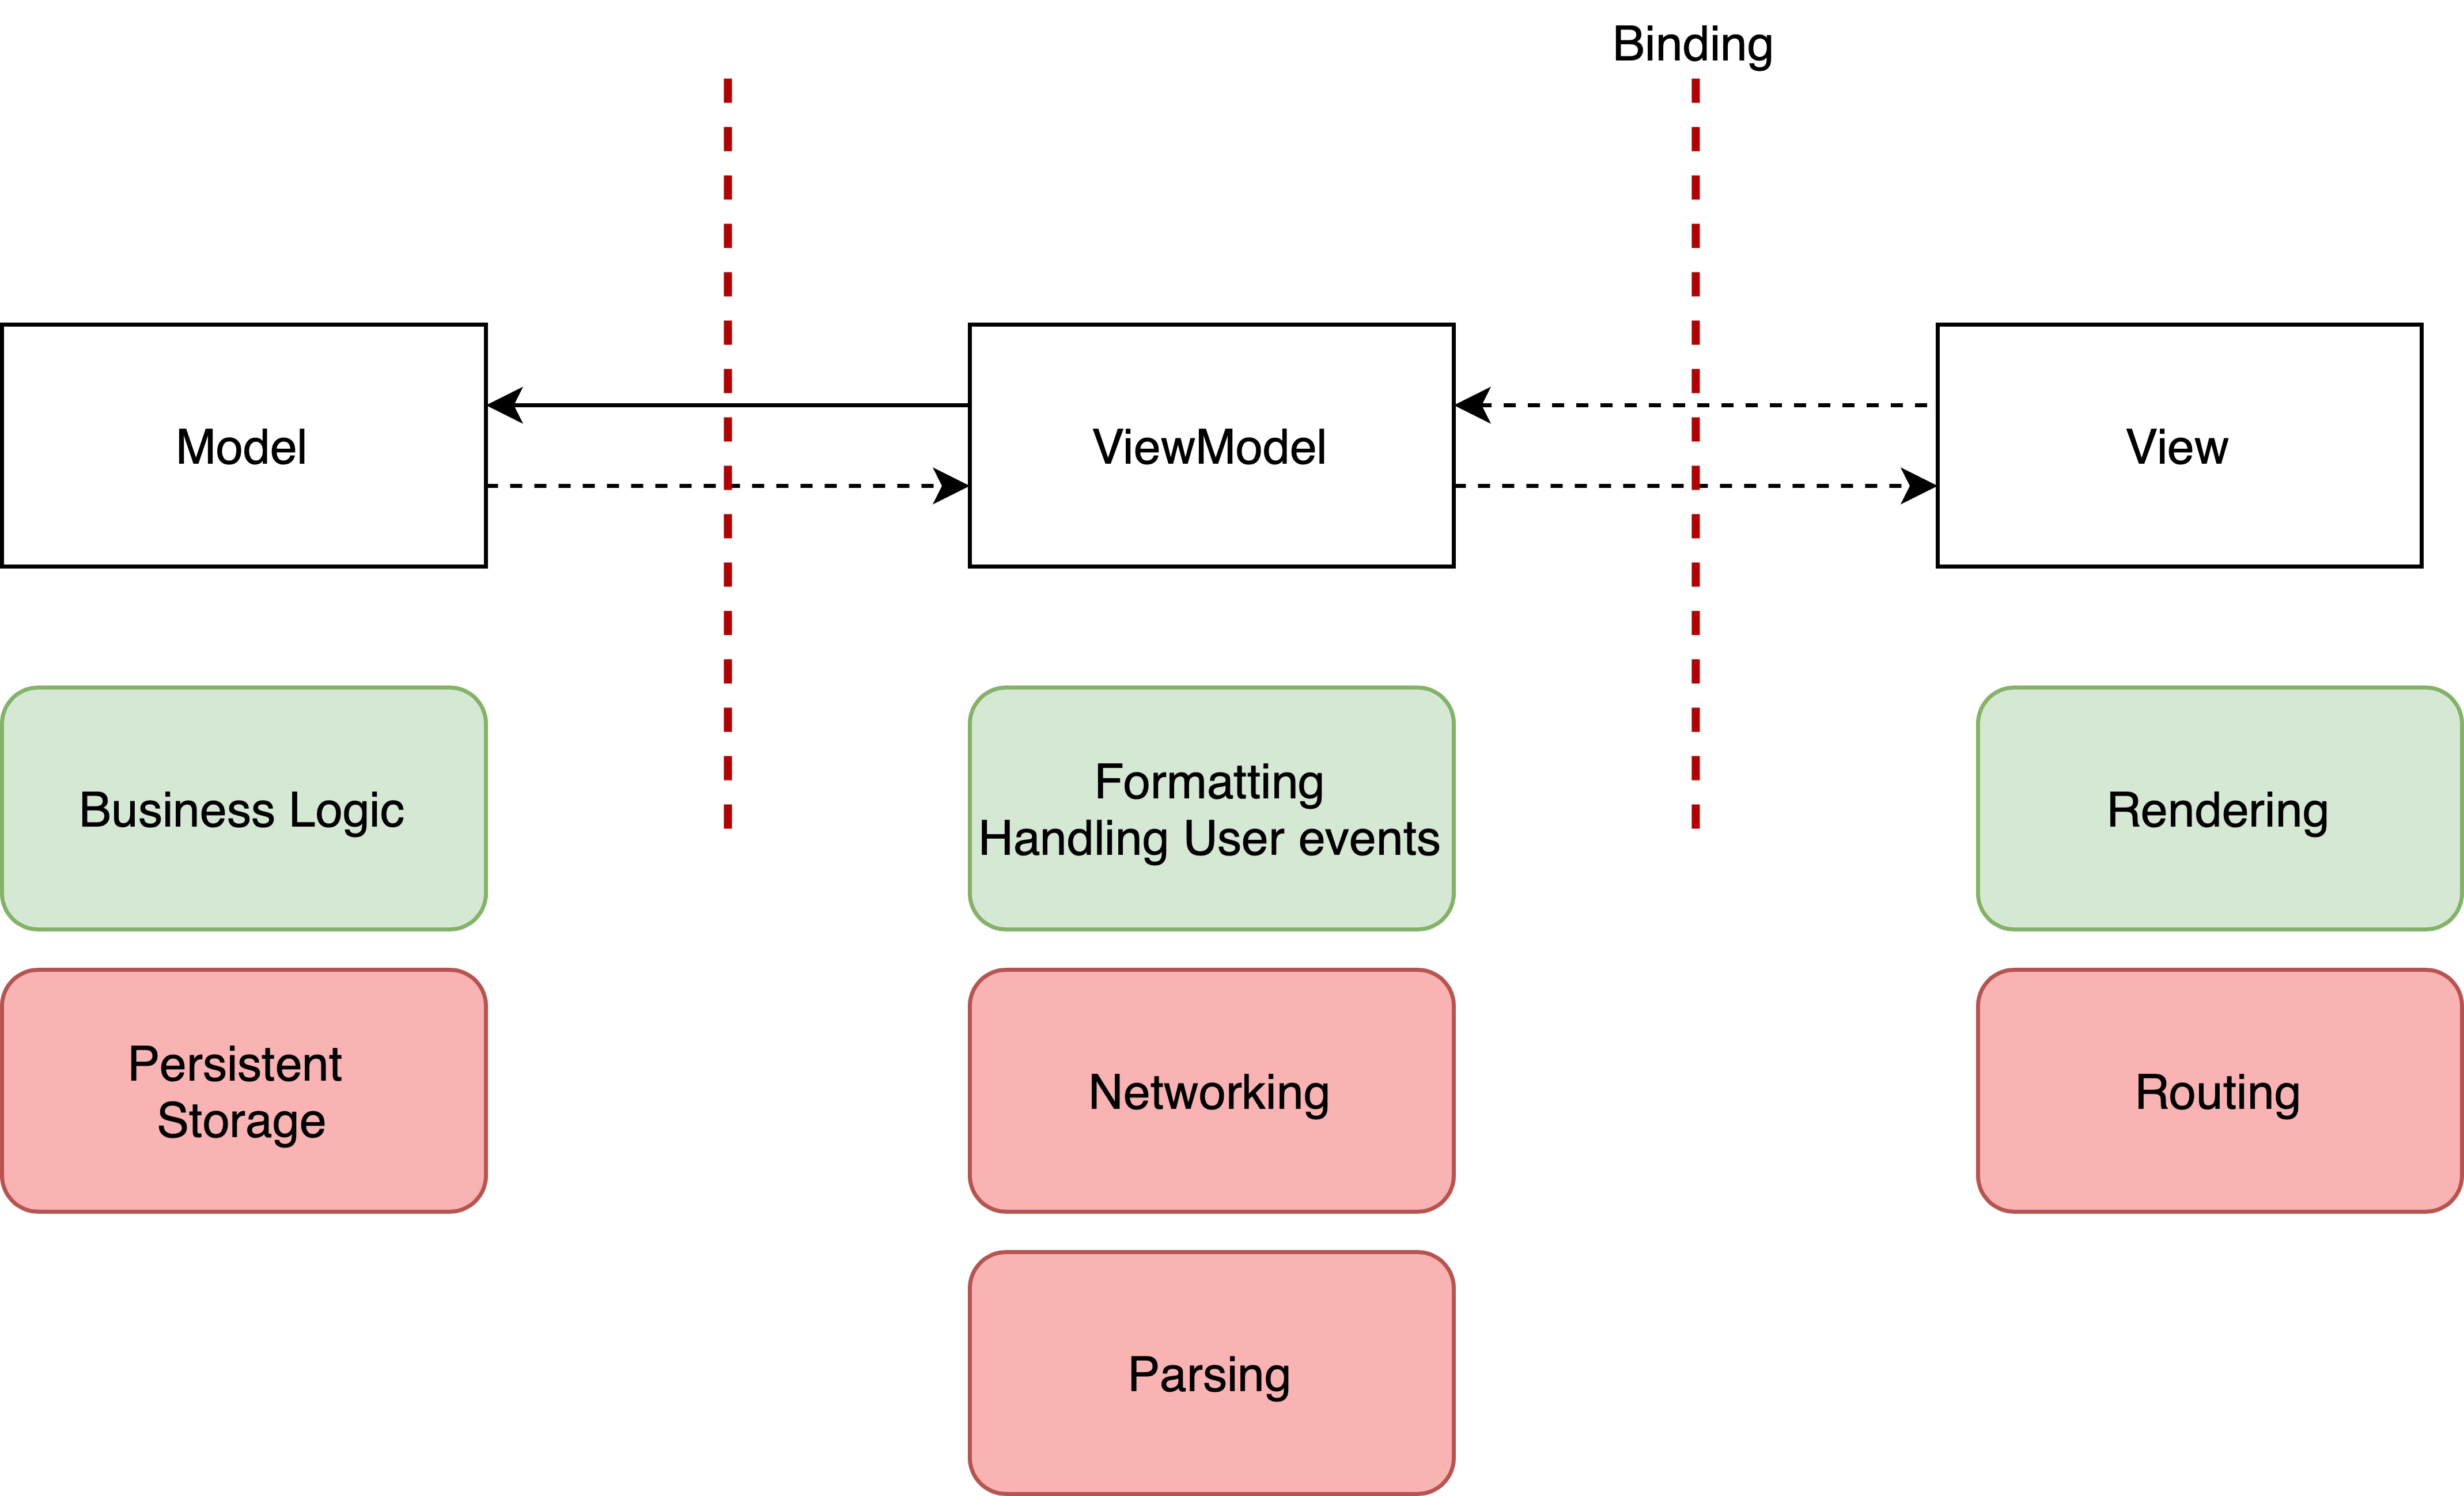 Binding
Model
ViewModel
View
Business Logic
Formatting
Handling User events
Rendering
Persistent
Storage
Networking
Routing
Parsing